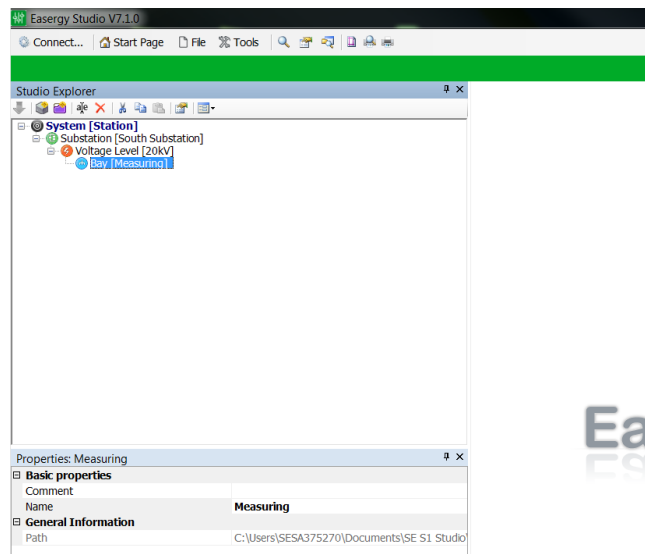 Easergy Studio V7.1.0
Connect... Start Page File Tools
Studio Explorer
System [Station]
Substation [South Substation]
Voltage Level [20kV]
Bay [Measuring]
Ea
Properties: Measuring
Basic properties
Comment
Name Measuring
General Information
Path C:\Users\SESA375270\Documents\SE S1 Studio